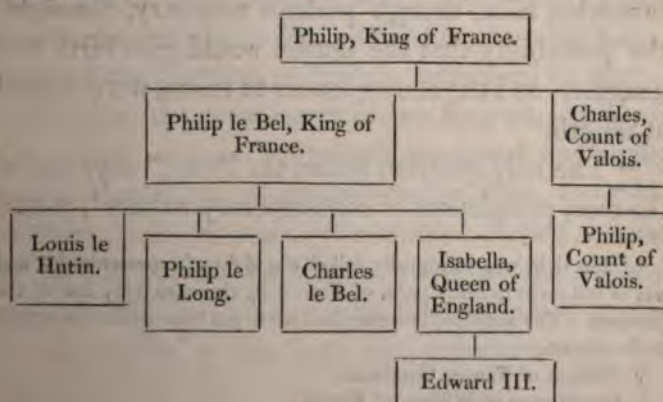 Philip, King of France.
Philip le Bel, King of
France.
Charles,
Count of
Valois.
Louis le
Hutin.
Philip le
Long.
Charles
le Bel.
Isabella,
Queen of
England.
Philip,
Count of
Valois.
Edward III.